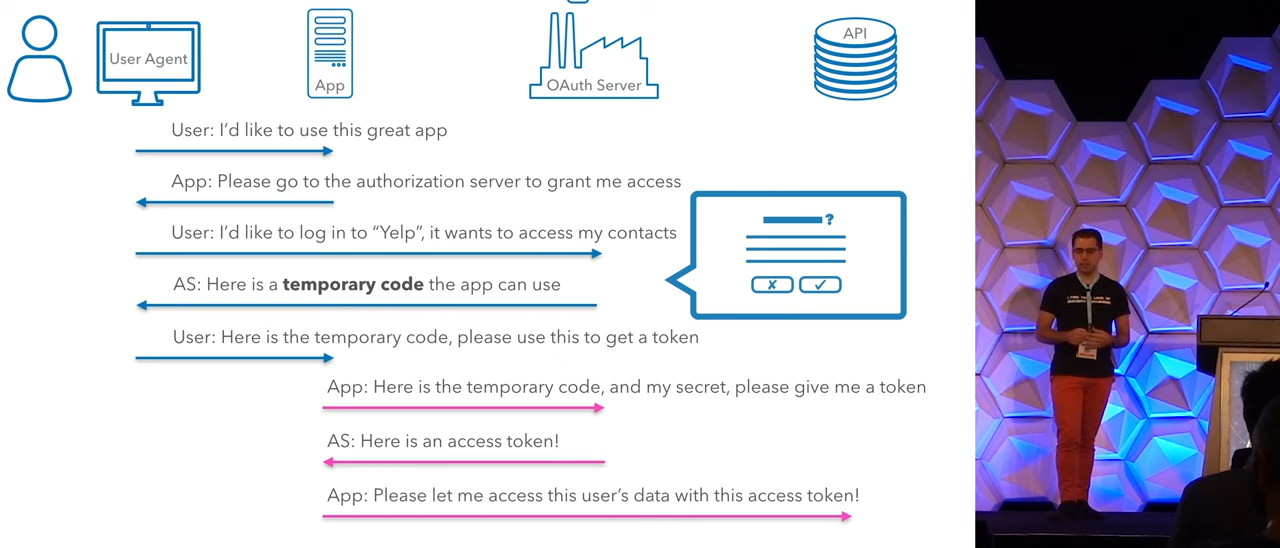 User Agent
App
OAuth Server
API
User: I’d like to use this great app
App: Please go to the authorization server to grant me access
User: I’d like to log in to “Yelp”, it wants to access my contacts
?
✗ ✓
AS: Here is a temporary code the app can use
User: Here is the temporary code, please use this to get a token
App: Here is the temporary code, and my secret, please give me a token
AS: Here is an access token!
App: Please let me access this user’s data with this access token!